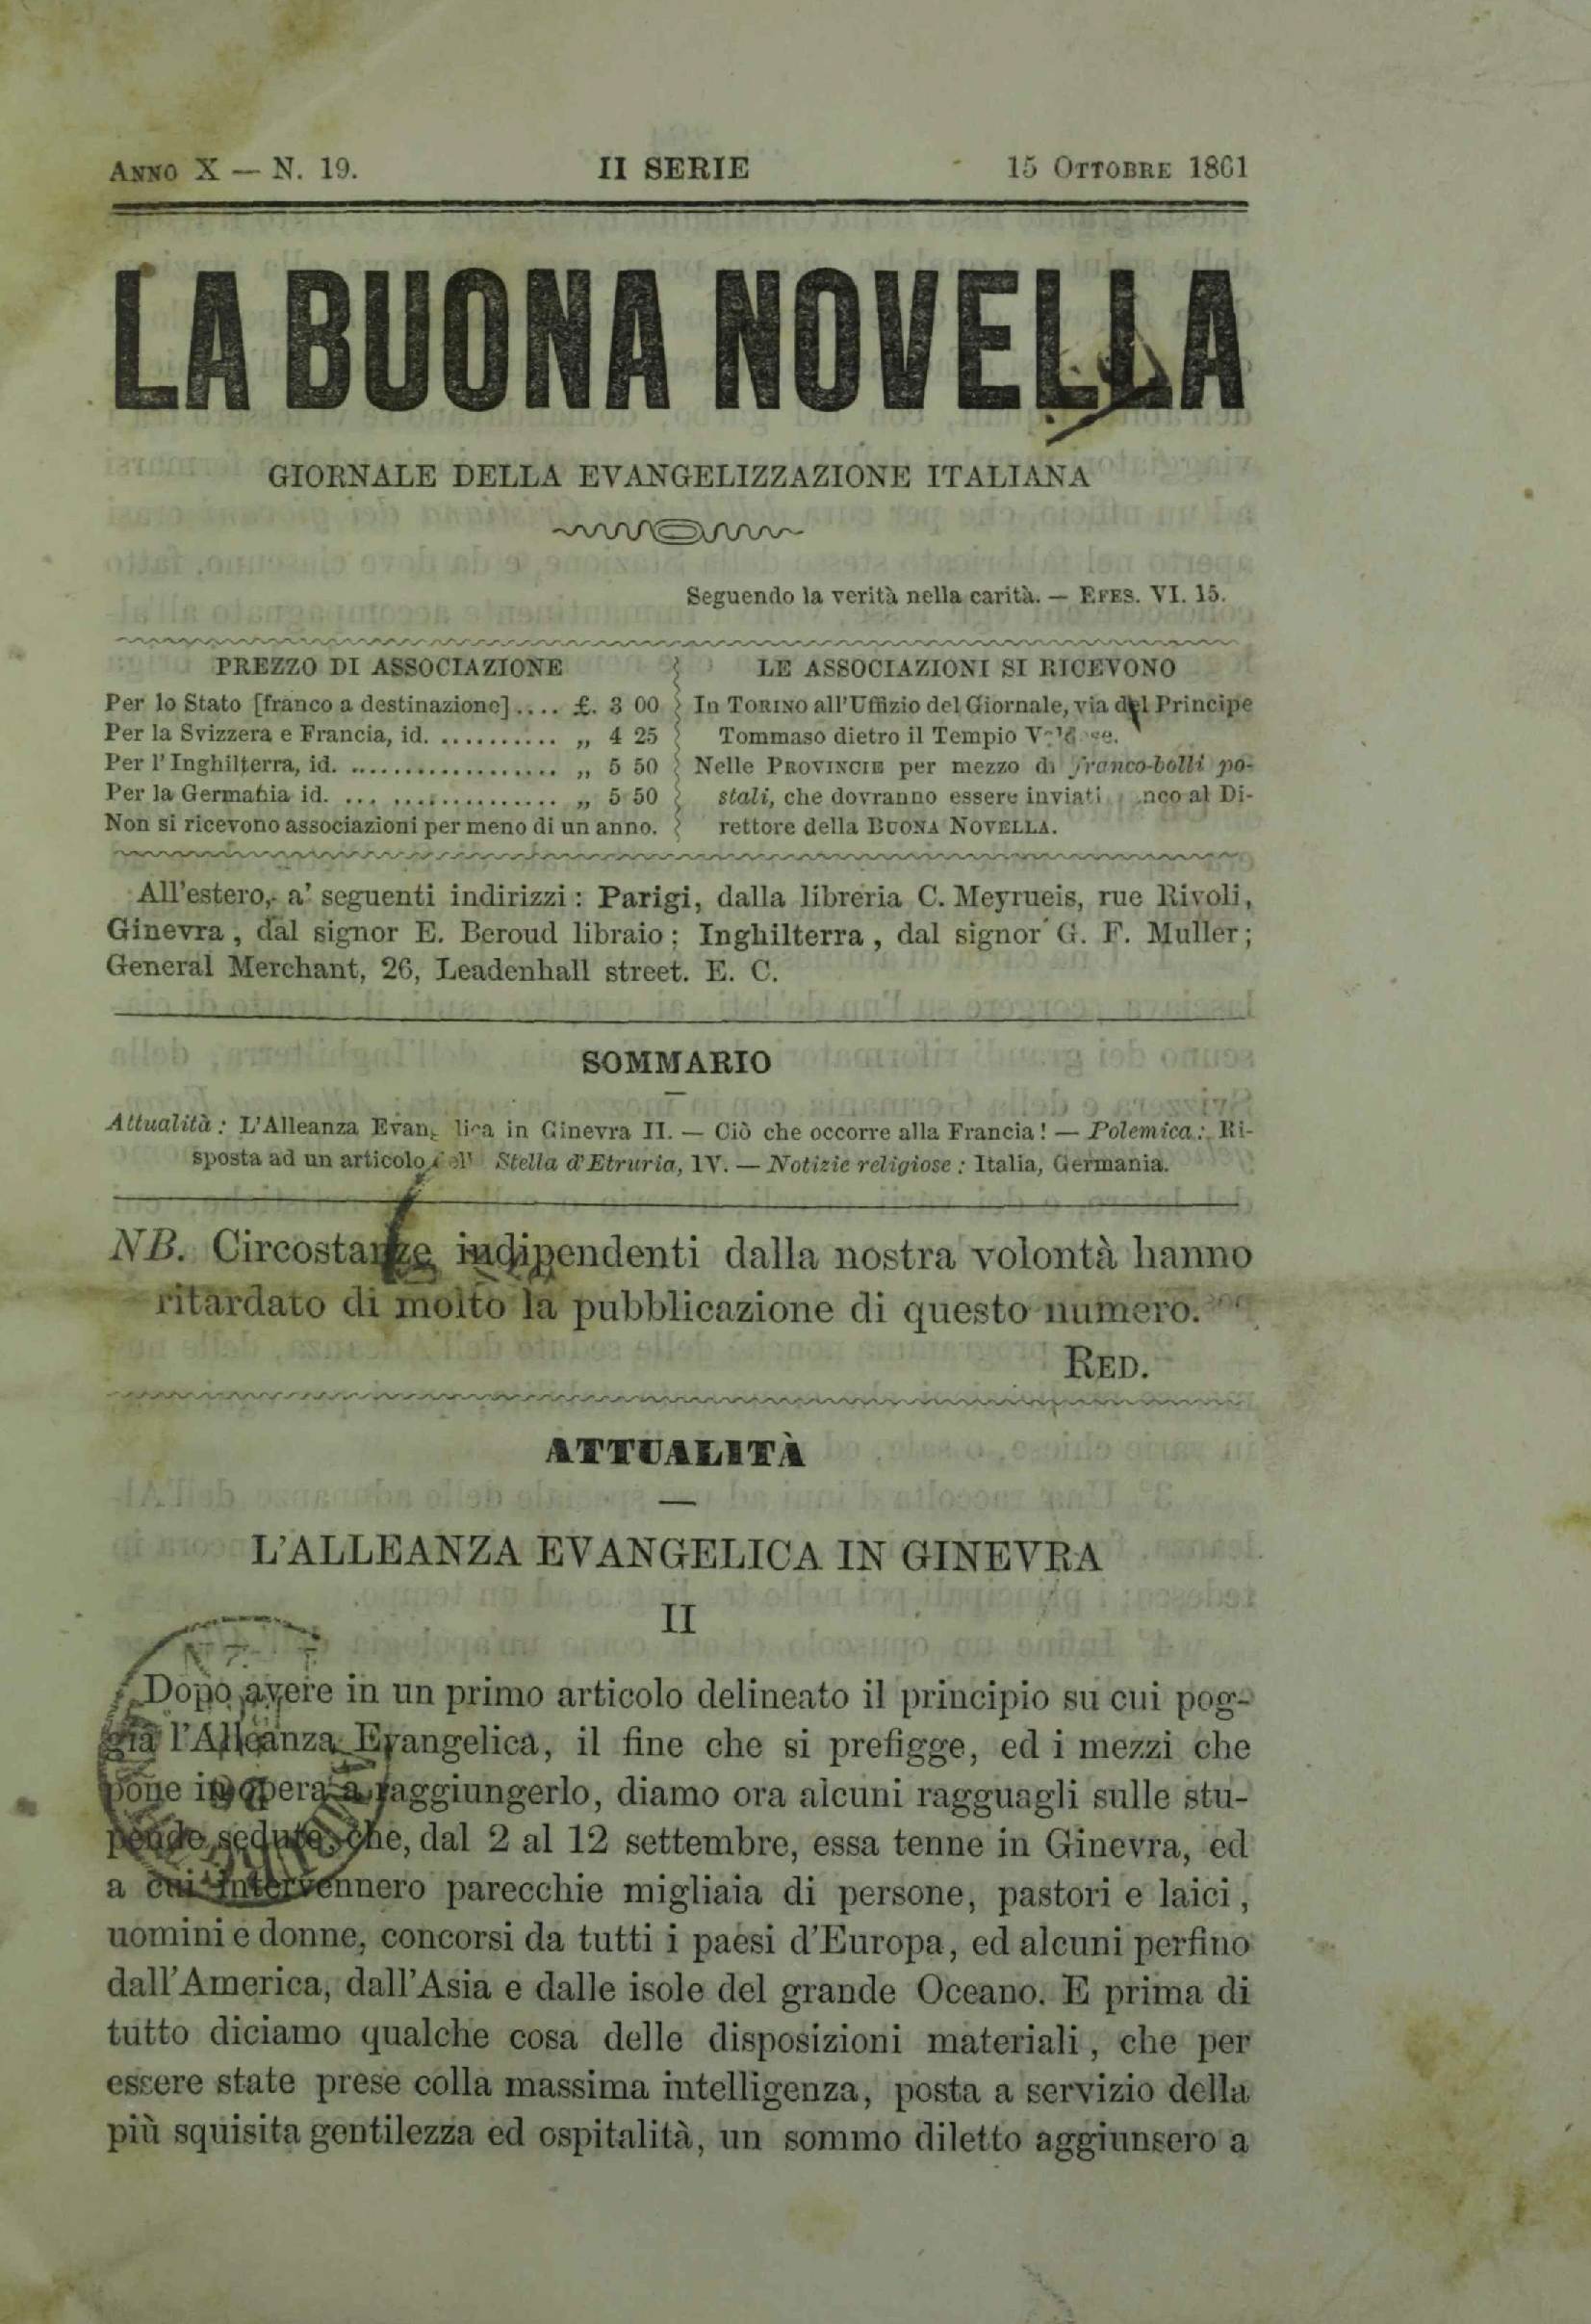 ANNO X — N. 19. II SERIE 15 OTTOBRE 1861
LA BUONA NOVELLA
GIORNALE DELLA EVANGELIZZAZIONE ITALIANA
Seguendo la verità nella carità. — EFES. VI. 15.
PREZZO DI ASSOCIAZIONE
Per lo Stato [franco a destinazione].... £. 3 00
Per la Svizzera e Francia, id. ........... „ 4 25
Per l'Inghilterra, id. ................... „ 5 50
Per la Germania id. ... ................ „ 5 50
Non si ricevono associazioni per meno di un anno.
LE ASSOCIAZIONI SI RICEVONO
In TORINO all'Uffizio del Giornale, via del Principe
Tommaso dietro il Tempio
Nelle PROVINCIE per mezzo di franco-bolli po-
stali, che dovranno essere inviati al Di-
rettore della BUONA NOVELLA.
All'estero, a' seguenti indirizzi : Parigi, dalla libreria C. Meyrueis, rue Rivoli,
Ginevra, dal signor E. Beroud libraio ; Inghilterra, dal signor G. F. Muller ;
General Merchant, 26, Leadenhall street. E. C.
SOMMARIO
Attualità : L'Alleanza Evangelica in Ginevra II. — Ciò che occorre alla Francia ! — Polemica : Ri-
sposta ad un articolo Stella d'Etruria, IV. — Notizie religiose : Italia, Germania.
NB. Circostanze indipendenti dalla nostra volontà hanno
ritardato di molto la pubblicazione di questo numero.
RED.
ATTUALITÀ
L'ALLEANZA EVANGELICA IN GINEVRA
II
Dopo avere in un primo articolo delineato il principio su cui pog-
gia l'Alleanza Evangelica, il fine che si prefigge, ed i mezzi che
pone in opera a raggiungerlo, diamo ora alcuni ragguagli sulle stu-
pende sedute che, dal 2 al 12 settembre, essa tenne in Ginevra, ed
a cui intervennero parecchie migliaia di persone, pastori e laici,
uomini e donne, concorsi da tutti i paesi d'Europa, ed alcuni perfino
dall'America, dall'Asia e dalle isole del grande Oceano. E prima di
tutto diciamo qualche cosa delle disposizioni materiali, che per
essere state prese colla massima intelligenza, posta a servizio della
più squisita gentilezza ed ospitalità, un sommo diletto aggiunsero a